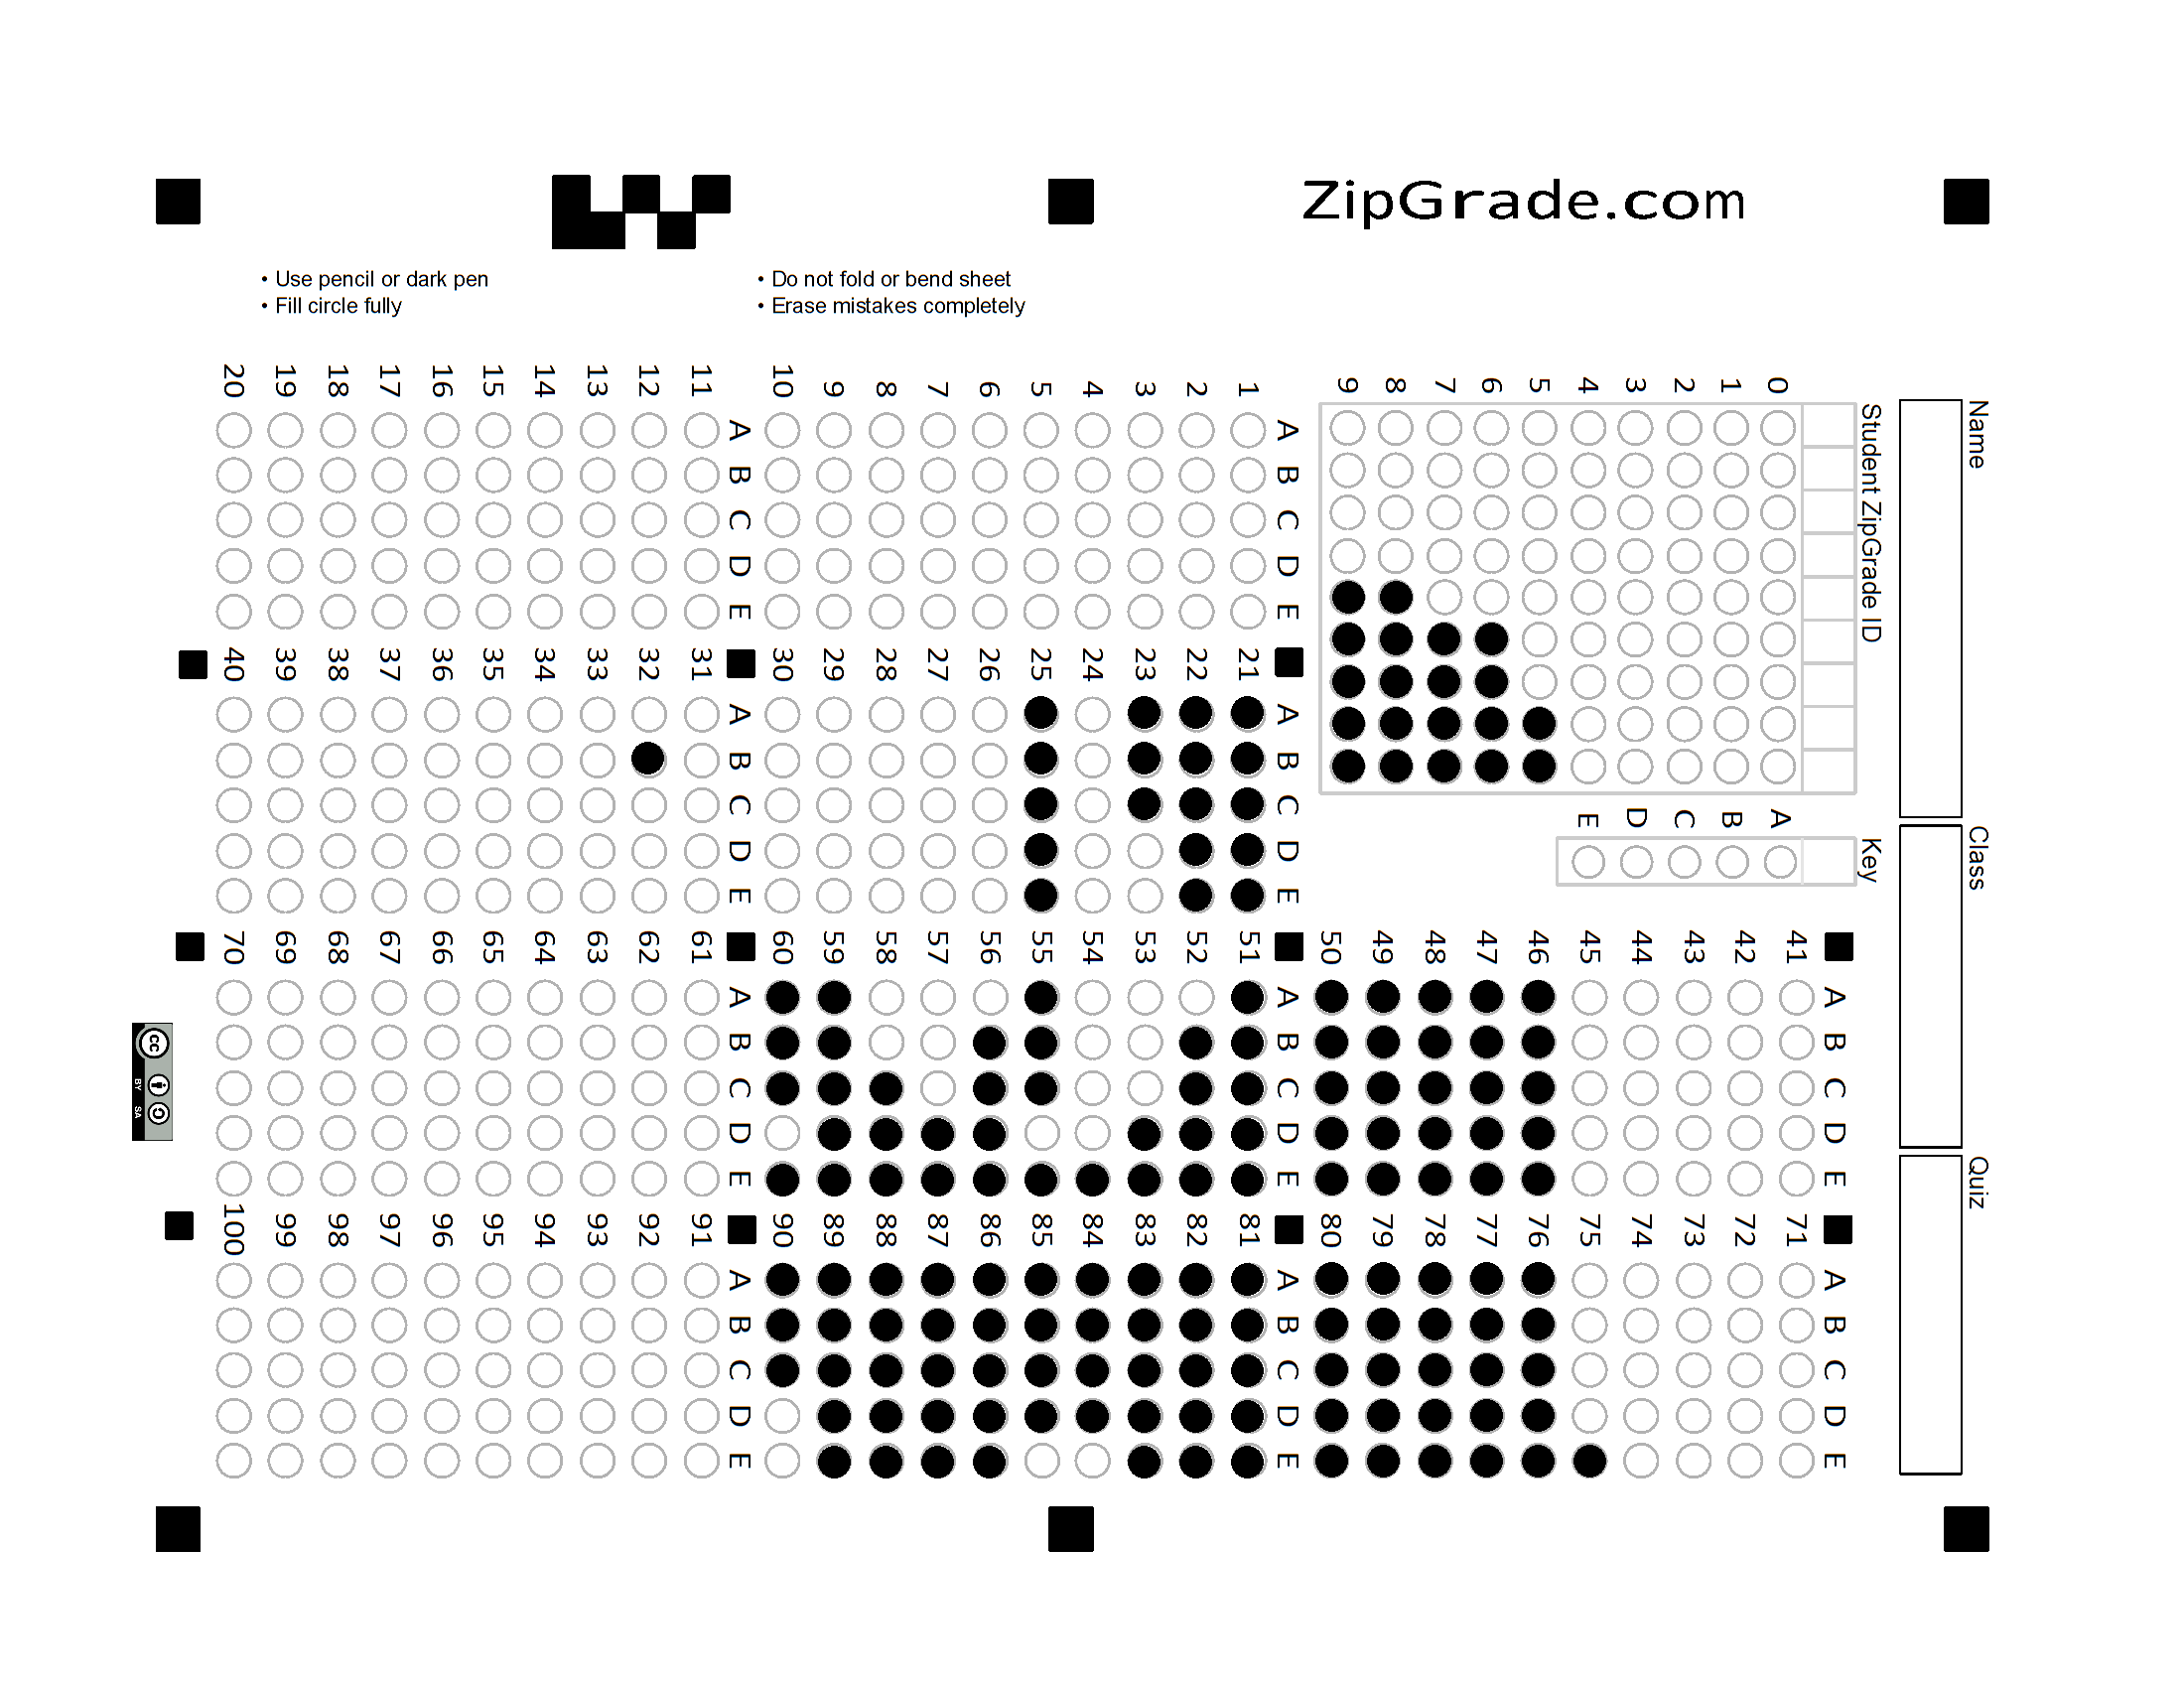 ZipGrade.com
• Use pencil or dark pen
• Fill circle fully
• Do not fold or bend sheet
• Erase mistakes completely
Name
Class
Quiz
Student ZipGrade ID
0 1 2 3 4 5 6 7 8 9
Key
A B C D E
1 2 3 4 5 6 7 8 9 10
A B C D E
11 12 13 14 15 16 17 18 19 20
A B C D E
21 22 23 24 25 26 27 28 29 30
A B C D E
31 32 33 34 35 36 37 38 39 40
A B C D E
41 42 43 44 45 46 47 48 49 50
A B C D E
51 52 53 54 55 56 57 58 59 60
A B C D E
61 62 63 64 65 66 67 68 69 70
A B C D E
71 72 73 74 75 76 77 78 79 80
A B C D E
81 82 83 84 85 86 87 88 89 90
A B C D E
91 92 93 94 95 96 97 98 99 100
A B C D E
cc
BY SA